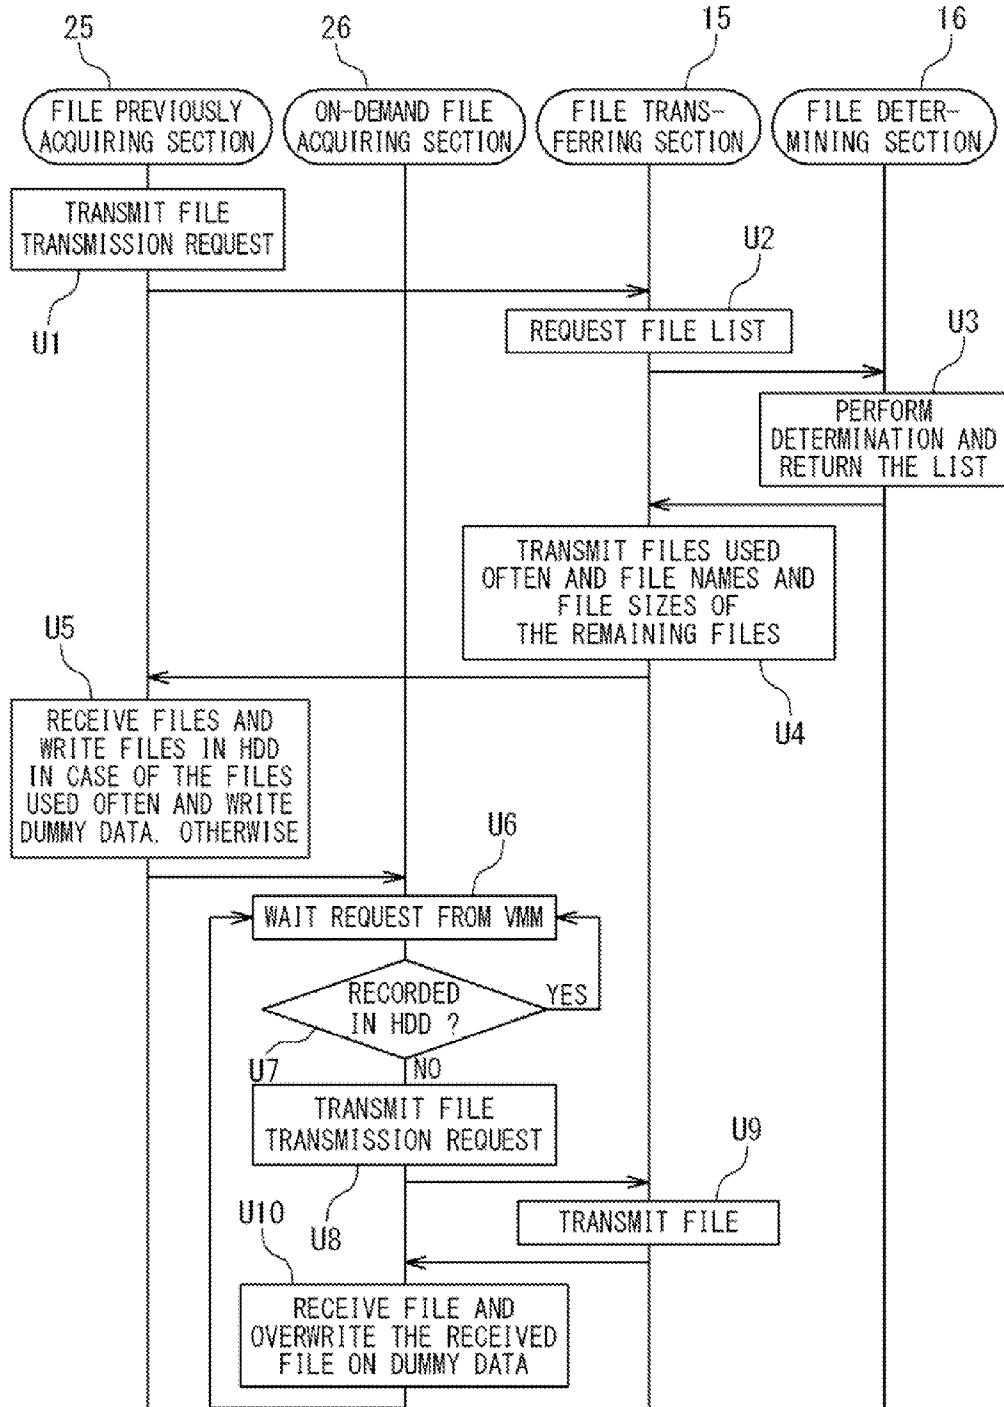 25
26
15
16
FILE PREVIOUSLY
ACQUIRING SECTION
ON-DEMAND FILE
ACQUIRING SECTION
FILE TRANS-
FERRING SECTION
FILE DETER-
MINING SECTION
TRANSMIT FILE
TRANSMISSION REQUEST
U1
U2
REQUEST FILE LIST
U3
PERFORM
DETERMINATION AND
RETURN THE LIST
TRANSMIT FILES USED
OFTEN AND FILE NAMES AND
FILE SIZES OF
THE REMAINING FILES
U4
U5
RECEIVE FILES AND
WRITE FILES IN HDD
IN CASE OF THE FILES
USED OFTEN AND WRITE
DUMMY DATA, OTHERWISE
U6
WAIT REQUEST FROM VMM
RECORDED
IN HDD ?
YES
U7
NO
TRANSMIT FILE
TRANSMISSION REQUEST
U8
U9
TRANSMIT FILE
U10
RECEIVE FILE AND
OVERWRITE THE RECEIVED
FILE ON DUMMY DATA